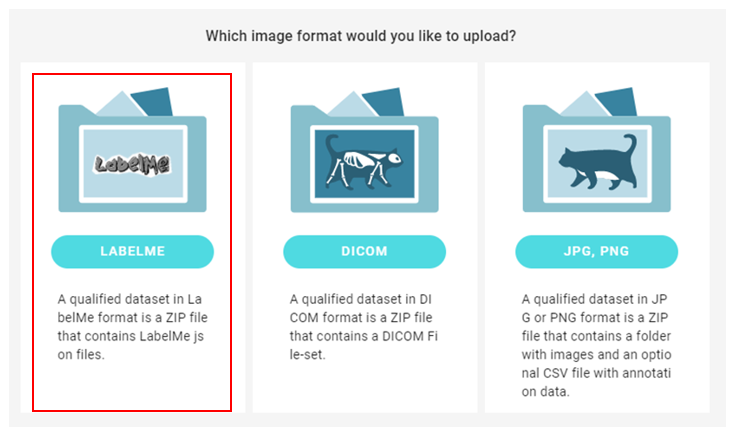 Which image format would you like to upload?
LabelMe
LABELME
A qualified dataset in La
belMe format is a ZIP file
that contains LabelMe js
on files.
DICOM
A qualified dataset in DI
COM format is a ZIP file
that contains a DICOM Fi
le-set.
JPG, PNG
A qualified dataset in JP
G or PNG format is a ZIP
file that contains a folder
with images and an optio
nal CSV file with annotati
on data.